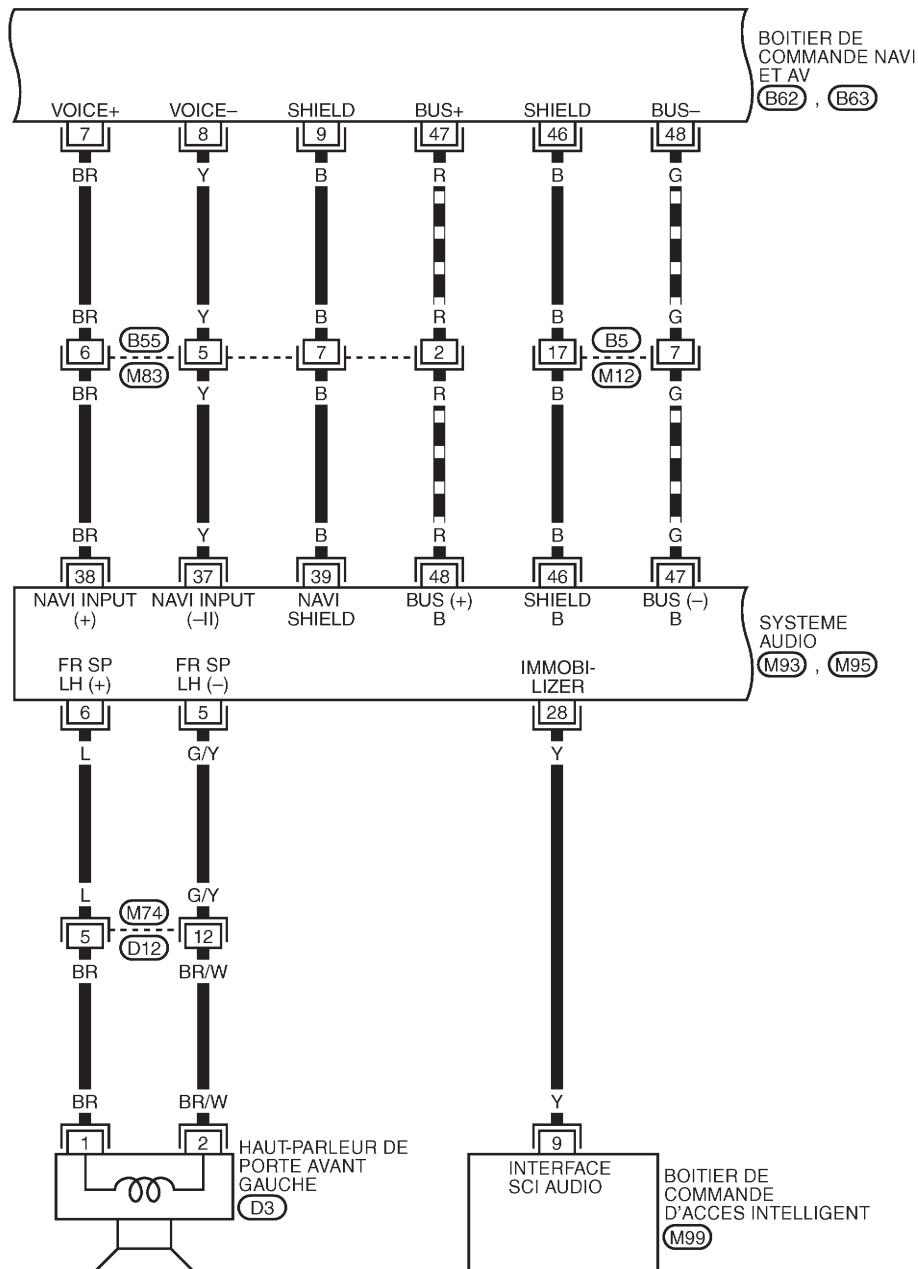 BOITIER DE
COMMANDE NAVI
ET AV
B62 , B63
VOICE+ VOICE– SHIELD BUS+ SHIELD BUS–
7 8 9 47 46 48
BR Y B R B G
BR Y B R B G
6 B55 5 7 2 17 B5 7
M83 M12
BR Y B R B G
BR Y B R B G
38 37 39 48 46 47
NAVI INPUT NAVI INPUT NAVI BUS (+) SHIELD BUS (–)
(+) (–II) SHIELD B B B
SYSTEME
AUDIO
M93 , M95
FR SP FR SP IMMOBI-
LH (+) LH (–) LIZER
6 5 28
L G/Y Y
L G/Y
5 M74 12
D12
BR BR/W
BR BR/W Y
1 2 9
HAUT-PARLEUR DE
PORTE AVANT
GAUCHE
D3
INTERFACE
SCI AUDIO
BOITIER DE
COMMANDE
D'ACCES INTELLIGENT
M99